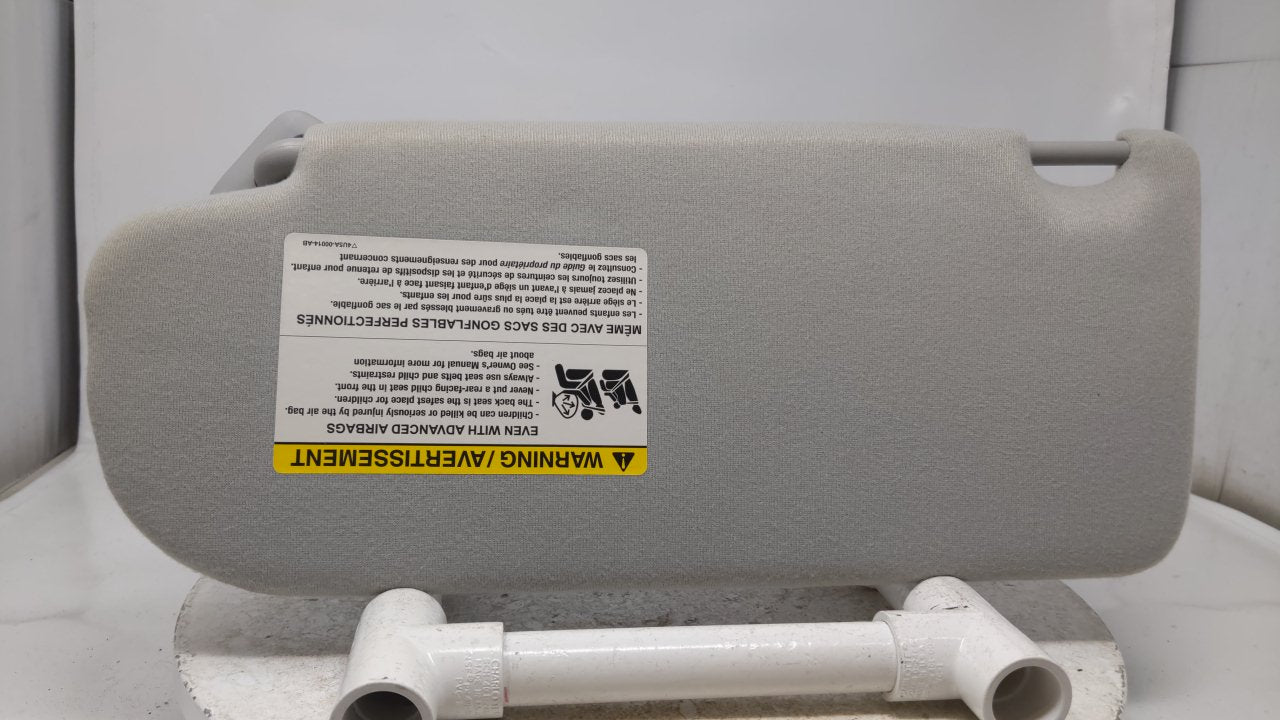 WARNING / AVERTISSEMENT
EVEN WITH ADVANCED AIRBAGS
- Children can be killed or seriously injured by the air bag.
- The back seat is the safest place for children.
- Never put a rear-facing child seat in the front.
- Always use seat belts and child restraints.
- See Owner's Manual for more information
about air bags.
MÊME AVEC DES SACS GONFLABLES PERFECTIONNÉS
- Les enfants peuvent être tués ou gravement blessés par le sac gonflable.
- Le siège arrière est la place la plus sûre pour les enfants.
- Ne placez jamais à l'avant un siège d'enfant faisant face à l'arrière.
- Utilisez toujours les ceintures de sécurité et les dispositifs de retenue pour enfant.
- Consultez le Guide du propriétaire pour des renseignements concernant
les sacs gonflables.
▽4USA-00014-AB